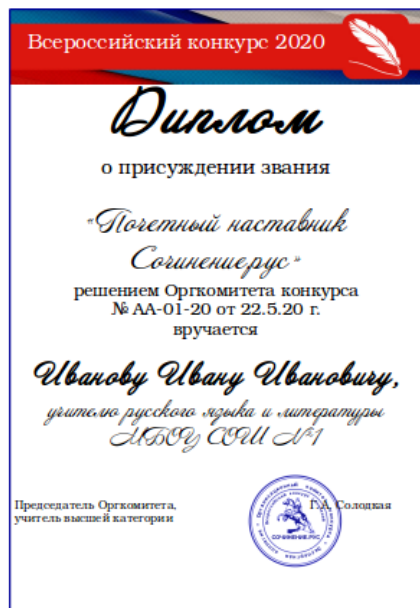 Всероссийский конкурс 2020
Диплом
о присуждении звания
«Почетный наставник
Сочинение.рус»
решением Оргкомитета конкурса
№ АА-01-20 от 22.5.20 г.
вручается
Иванову Ивану Ивановичу,
учителю русского языка и литературы
МБОУ СОШ №1
Председатель Оргкомитета,
учитель высшей категории
Г.А. Солодкая
СОЧИНЕНИЕ.РУС